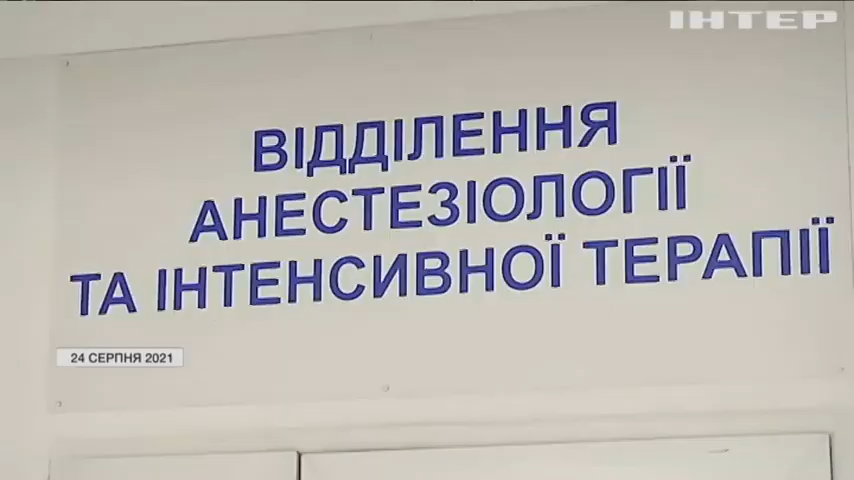 ІНТЕР
ВІДДІЛЕННЯ
АНЕСТЕЗІОЛОГІЇ
ТА ІНТЕНСИВНОЇ ТЕРАПІЇ
24 СЕРПНЯ 2021